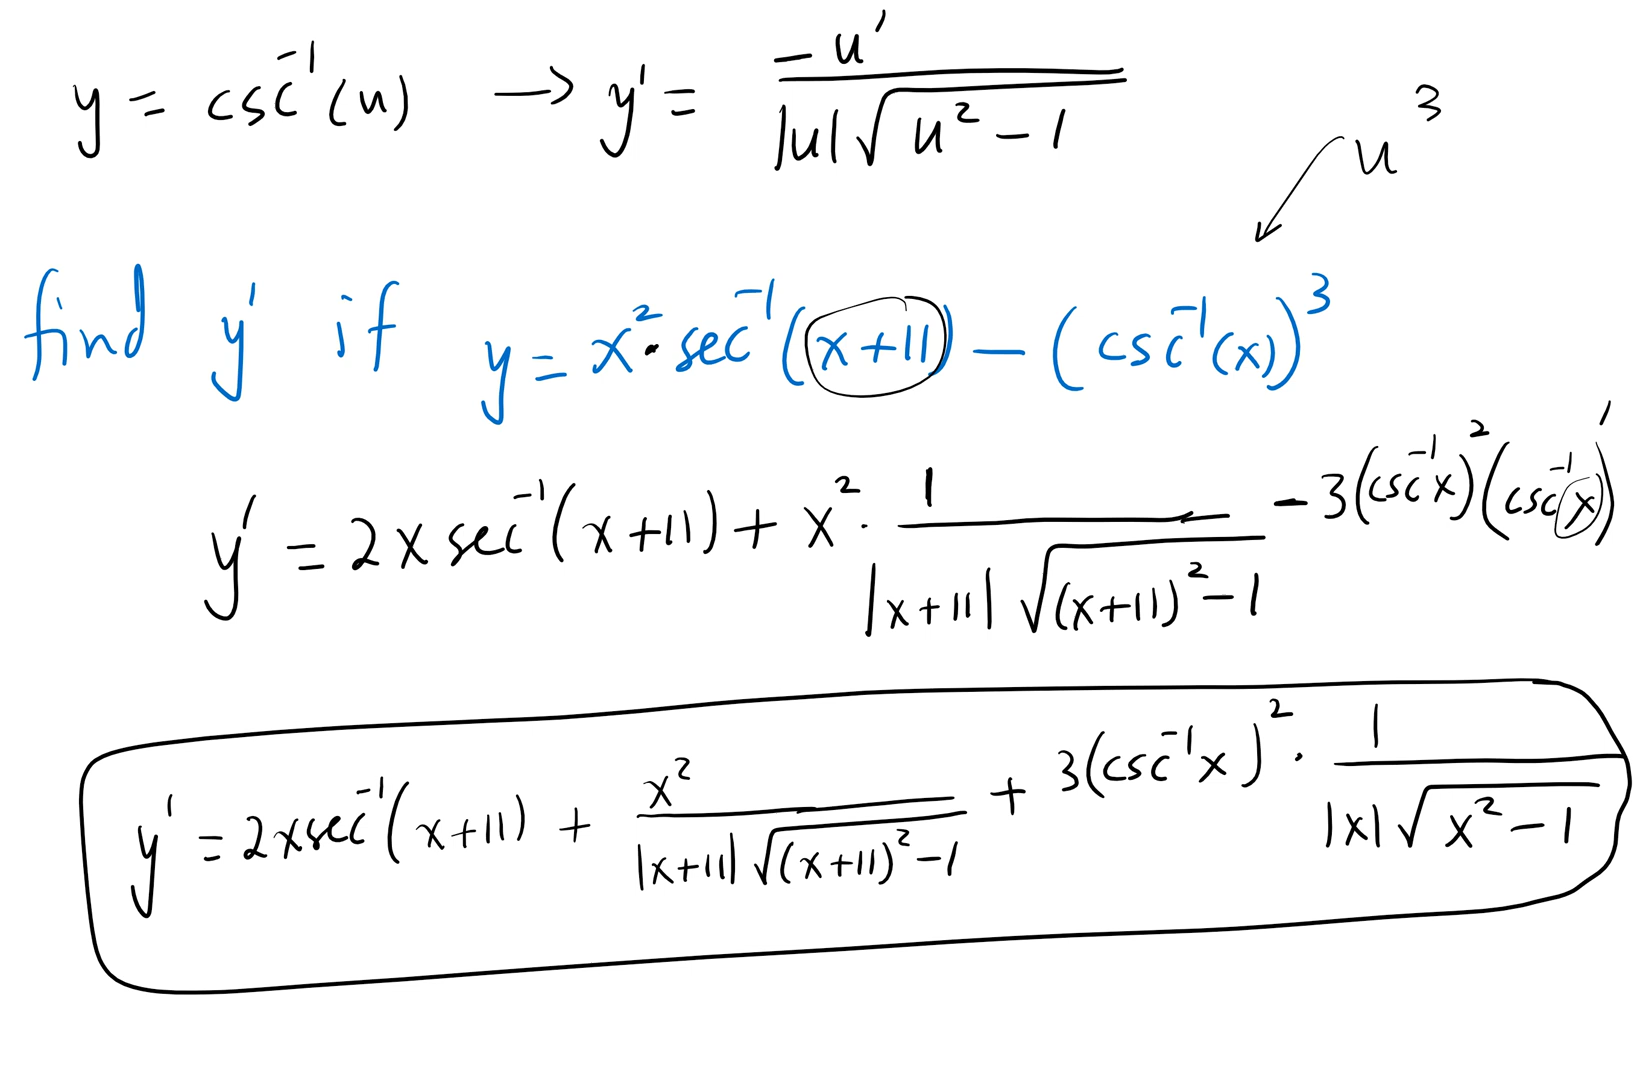 y = csc⁻¹(u) → y' = -u' / |u|√(u² - 1)
u³
find y' if y = x² · sec⁻¹(x+11) - (csc⁻¹(x))³
y' = 2x sec⁻¹(x+11) + x² · 1 / |x+11| √((x+11)² - 1) - 3(csc⁻¹x)² (csc⁻¹x)'
y' = 2x sec⁻¹(x+11) + x² / |x+11| √((x+11)² - 1) + 3(csc⁻¹x)² · 1 / |x|√(x² - 1)